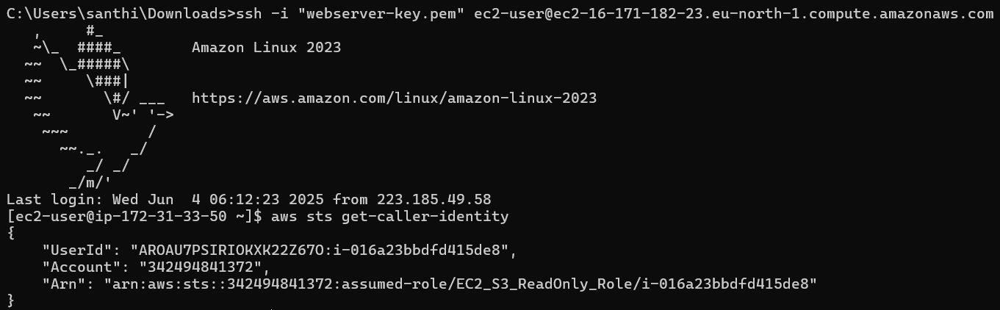 C:\Users\santhi\Downloads>ssh -i "webserver-key.pem" ec2-user@ec2-16-171-182-23.eu-north-1.compute.amazonaws.com
   ,     #_
   ~\_  ####_        Amazon Linux 2023
  ~~  \_#####\
  ~~     \###|
  ~~       \#/ ___   https://aws.amazon.com/linux/amazon-linux-2023
   ~~       V~' '->
    ~~~         /
      ~~._.   _/
         _/ _/
       _/m/'
Last login: Wed Jun  4 06:12:23 2025 from 223.185.49.58
[ec2-user@ip-172-31-33-50 ~]$ aws sts get-caller-identity
{
    "UserId": "AROAU7PSIRIOKXK22Z67O:i-016a23bbdfd415de8",
    "Account": "342494841372",
    "Arn": "arn:aws:sts::342494841372:assumed-role/EC2_S3_ReadOnly_Role/i-016a23bbdfd415de8"
}